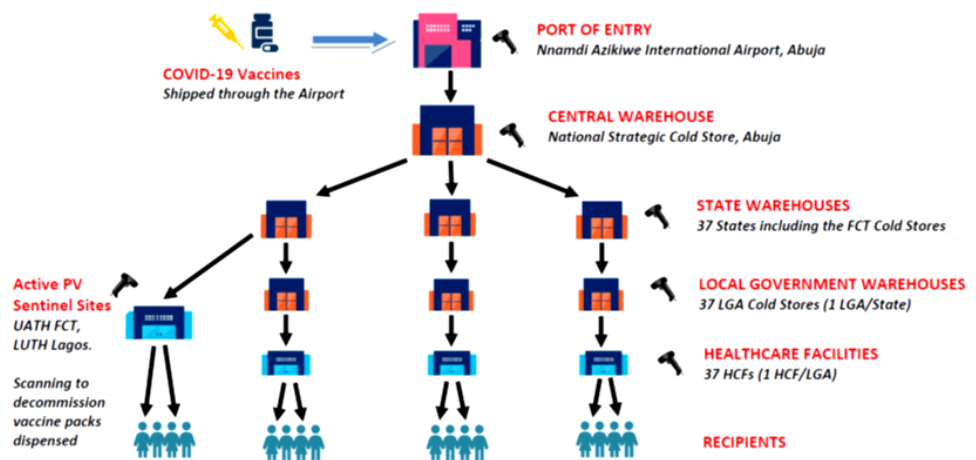 PORT OF ENTRY
Nnamdi Azikiwe International Airport, Abuja
COVID-19 Vaccines
Shipped through the Airport
CENTRAL WAREHOUSE
National Strategic Cold Store, Abuja
STATE WAREHOUSES
37 States including the FCT Cold Stores
Active PV
Sentinel Sites
UATH FCT,
LUTH Lagos.
LOCAL GOVERNMENT WAREHOUSES
37 LGA Cold Stores (1 LGA/State)
HEALTHCARE FACILITIES
37 HCFs (1 HCF/LGA)
Scanning to
decommission
vaccine packs
dispensed
RECIPIENTS